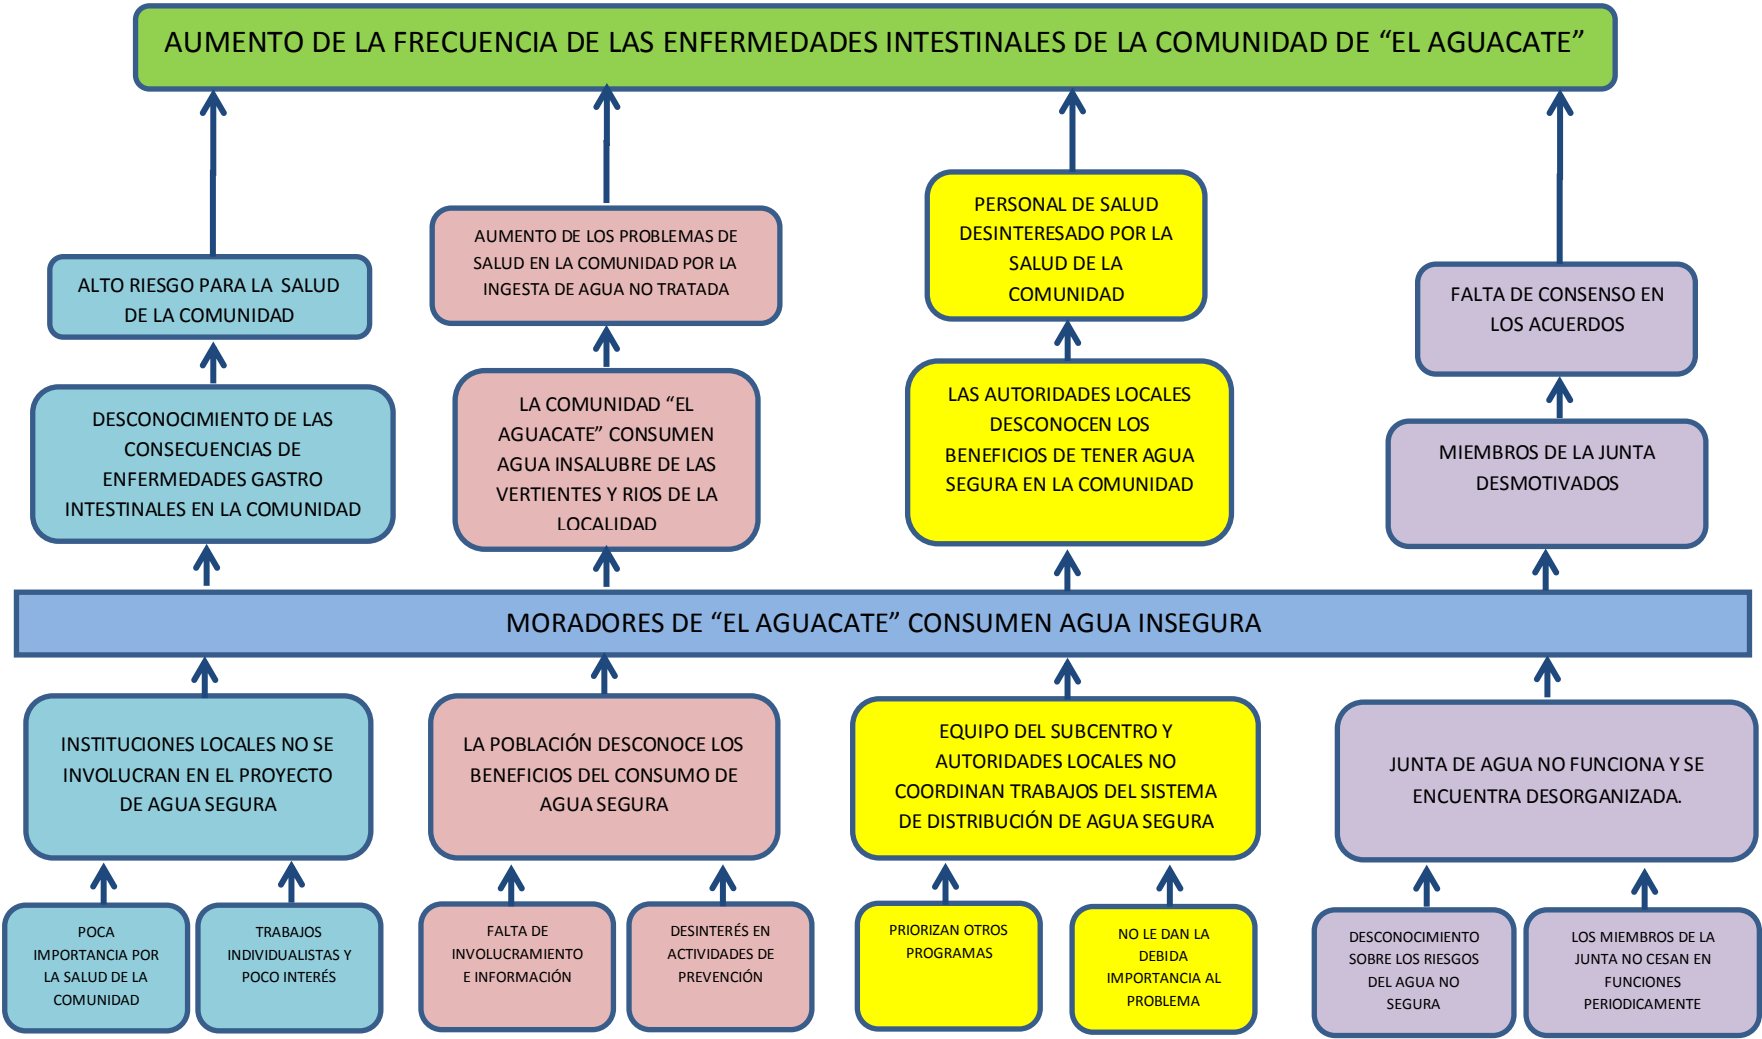 AUMENTO DE LA FRECUENCIA DE LAS ENFERMEDADES INTESTINALES DE LA COMUNIDAD DE “EL AGUACATE”
ALTO RIESGO PARA LA SALUD
DE LA COMUNIDAD
AUMENTO DE LOS PROBLEMAS DE
SALUD EN LA COMUNIDAD POR LA
INGESTA DE AGUA NO TRATADA
PERSONAL DE SALUD
DESINTERESADO POR LA
SALUD DE LA
COMUNIDAD
FALTA DE CONSENSO EN
LOS ACUERDOS
DESCONOCIMIENTO DE LAS
CONSECUENCIAS DE
ENFERMEDADES GASTRO
INTESTINALES EN LA COMUNIDAD
LA COMUNIDAD “EL
AGUACATE” CONSUMEN
AGUA INSALUBRE DE LAS
VERTIENTES Y RIOS DE LA
LOCALIDAD
LAS AUTORIDADES LOCALES
DESCONOCEN LOS
BENEFICIOS DE TENER AGUA
SEGURA EN LA COMUNIDAD
MIEMBROS DE LA JUNTA
DESMOTIVADOS
MORADORES DE “EL AGUACATE” CONSUMEN AGUA INSEGURA
INSTITUCIONES LOCALES NO SE
INVOLUCRAN EN EL PROYECTO
DE AGUA SEGURA
LA POBLACIÓN DESCONOCE LOS
BENEFICIOS DEL CONSUMO DE
AGUA SEGURA
EQUIPO DEL SUBCENTRO Y
AUTORIDADES LOCALES NO
COORDINAN TRABAJOS DEL SISTEMA
DE DISTRIBUCIÓN DE AGUA SEGURA
JUNTA DE AGUA NO FUNCIONA Y SE
ENCUENTRA DESORGANIZADA.
POCA
IMPORTANCIA POR
LA SALUD DE LA
COMUNIDAD
TRABAJOS
INDIVIDUALISTAS Y
POCO INTERÉS
FALTA DE
INVOLUCRAMIENTO
E INFORMACIÓN
DESINTERÉS EN
ACTIVIDADES DE
PREVENCIÓN
PRIORIZAN OTROS
PROGRAMAS
NO LE DAN LA
DEBIDA
IMPORTANCIA AL
PROBLEMA
DESCONOCIMIENTO
SOBRE LOS RIESGOS
DEL AGUA NO
SEGURA
LOS MIEMBROS DE LA
JUNTA NO CESAN EN
FUNCIONES
PERIODICAMENTE